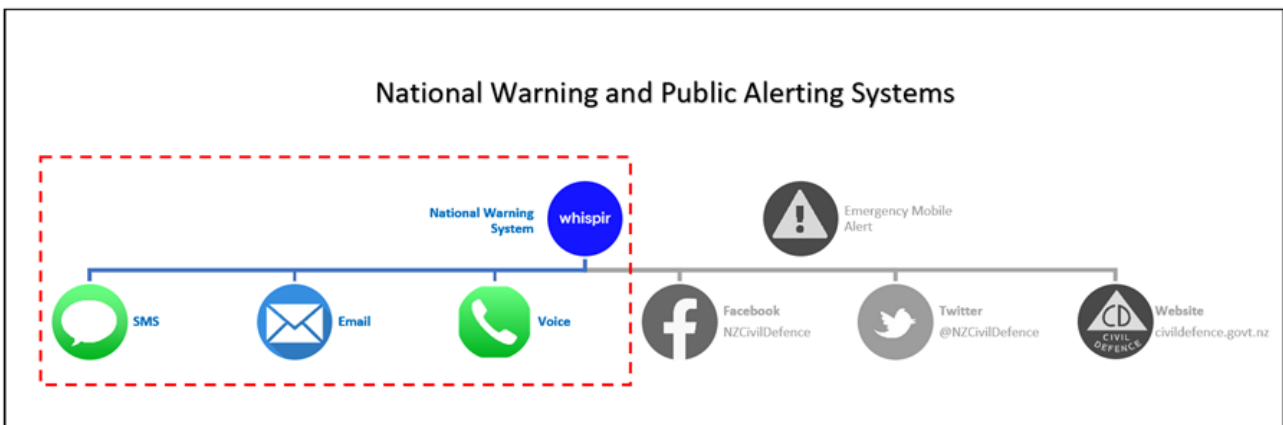 National Warning and Public Alerting Systems
National Warning
System
whispir
Emergency Mobile
Alert
SMS
Email
Voice
Facebook
NZCivilDefence
Twitter
@NZCivilDefence
CD
CIVIL
DEFENCE
Website
civildefence.govt.nz